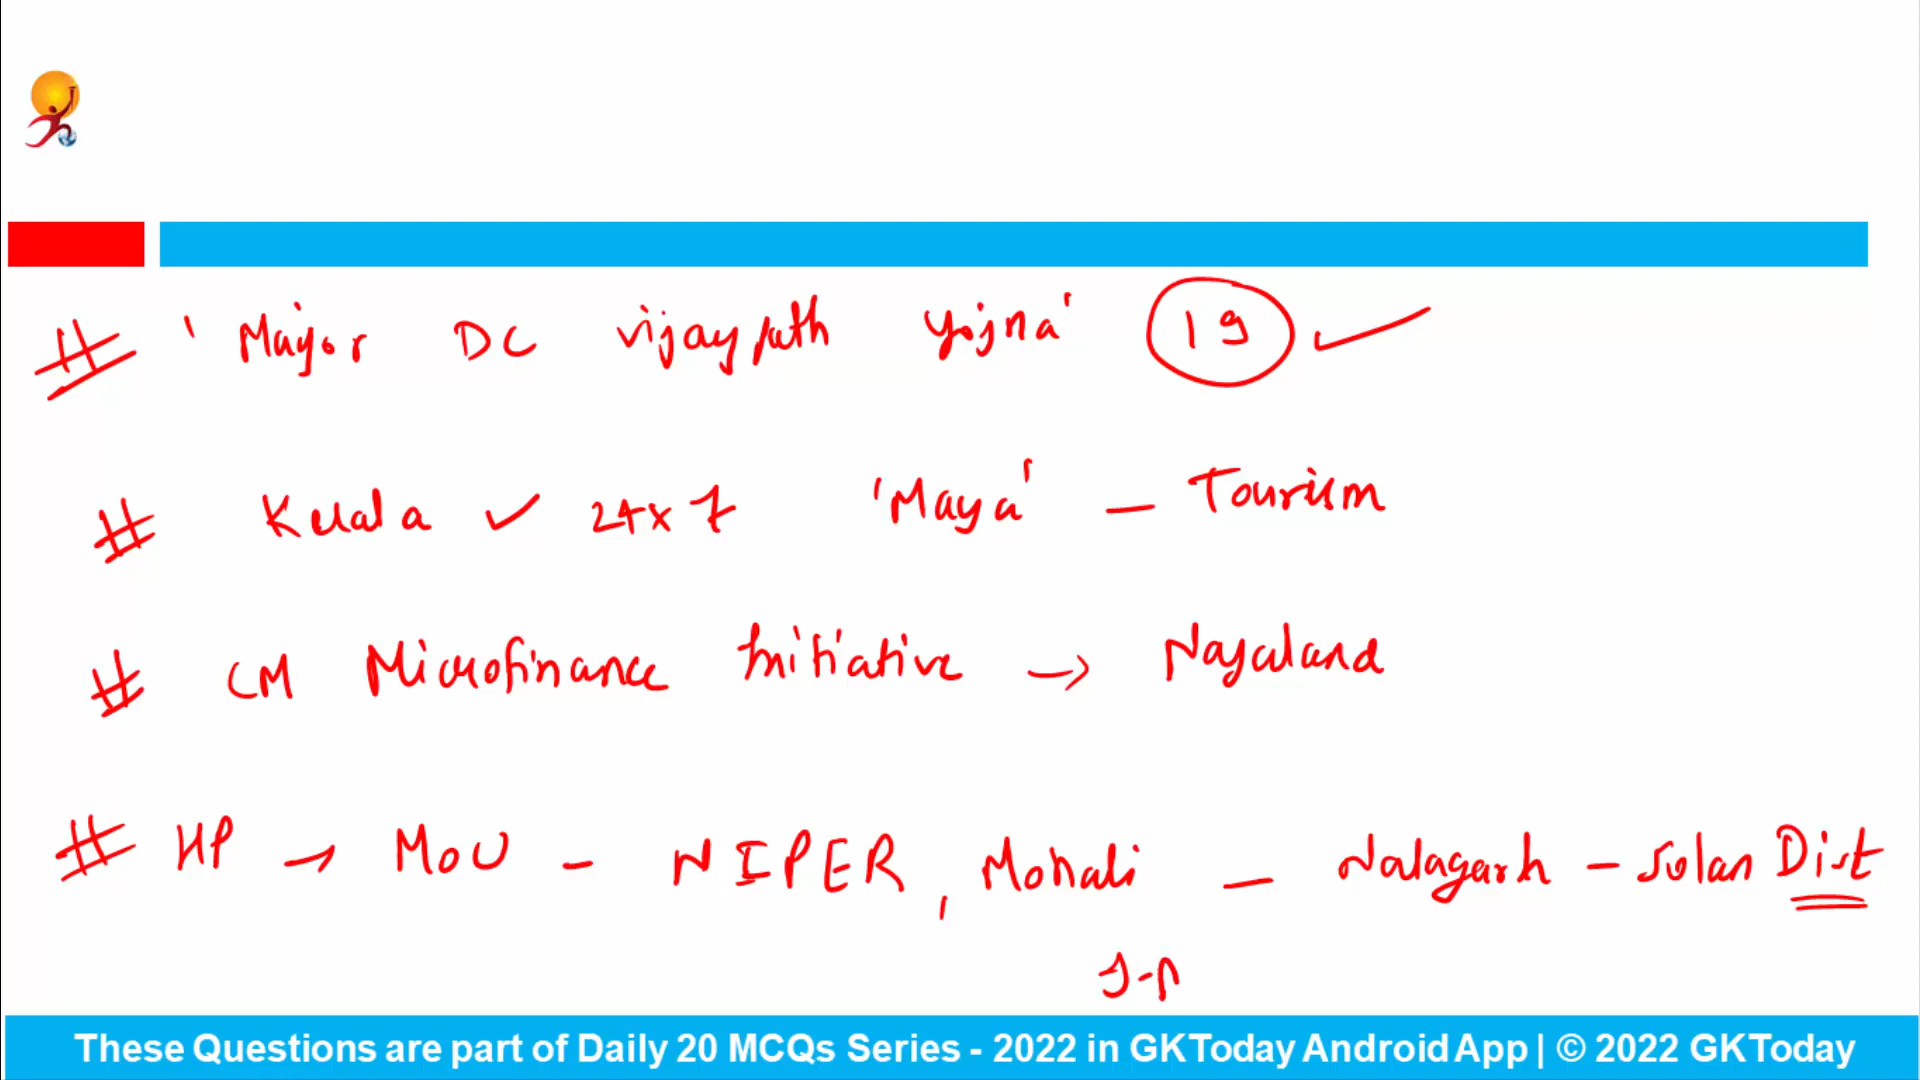 # 'Major DC Vijaypath Yojna' 19
# Kerala ✓ 24x7 'Maya' - Tourism
# CM Microfinance Initiative → Nagaland
# HP → MoU - NIPER, Mohali - Nalagarh - Solan Dist
These Questions are part of Daily 20 MCQs Series - 2022 in GKToday Android App | © 2022 GKToday